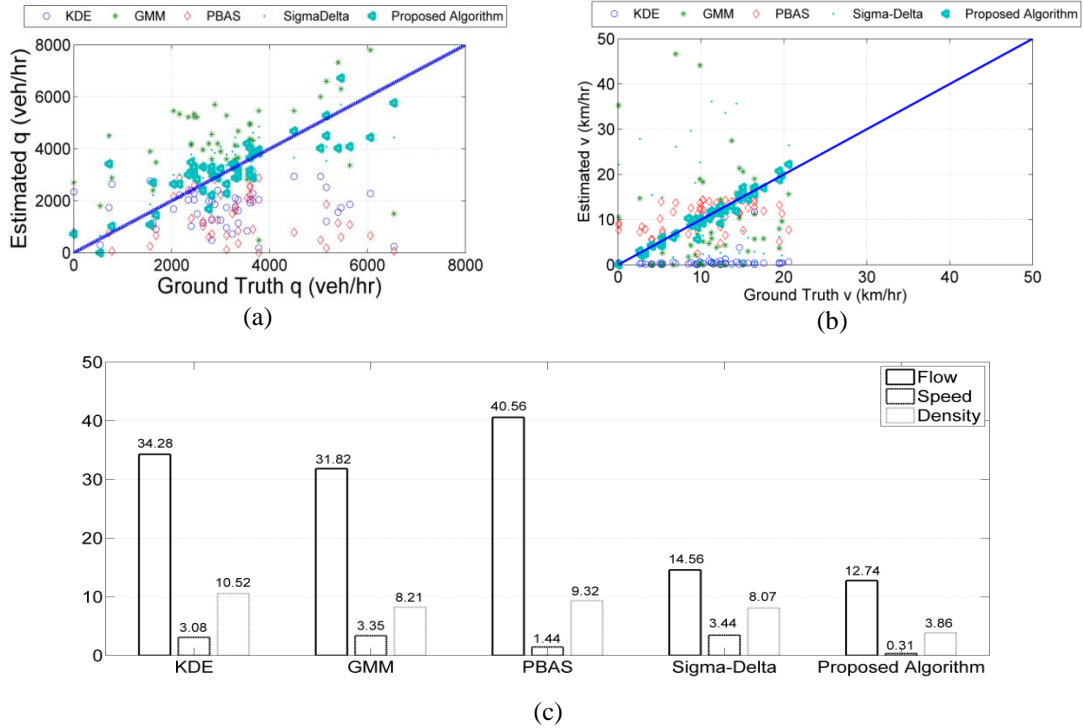 KDE GMM PBAS SigmaDelta Proposed Algorithm
8000
6000
4000
2000
0
Estimated q (veh/hr)
0 2000 4000 6000 8000
Ground Truth q (veh/hr)
(a)
KDE GMM PBAS Sigma-Delta Proposed Algorithm
50
40
30
20
10
0
Estimated v (km/hr)
0 10 20 30 40 50
Ground Truth v (km/hr)
(b)
50
40
30
20
10
0
Flow
Speed
Density
34.28 3.08 10.52
31.82 3.35 8.21
40.56 1.44 9.32
14.56 3.44 8.07
12.74 0.31 3.86
KDE GMM PBAS Sigma-Delta Proposed Algorithm
(c)